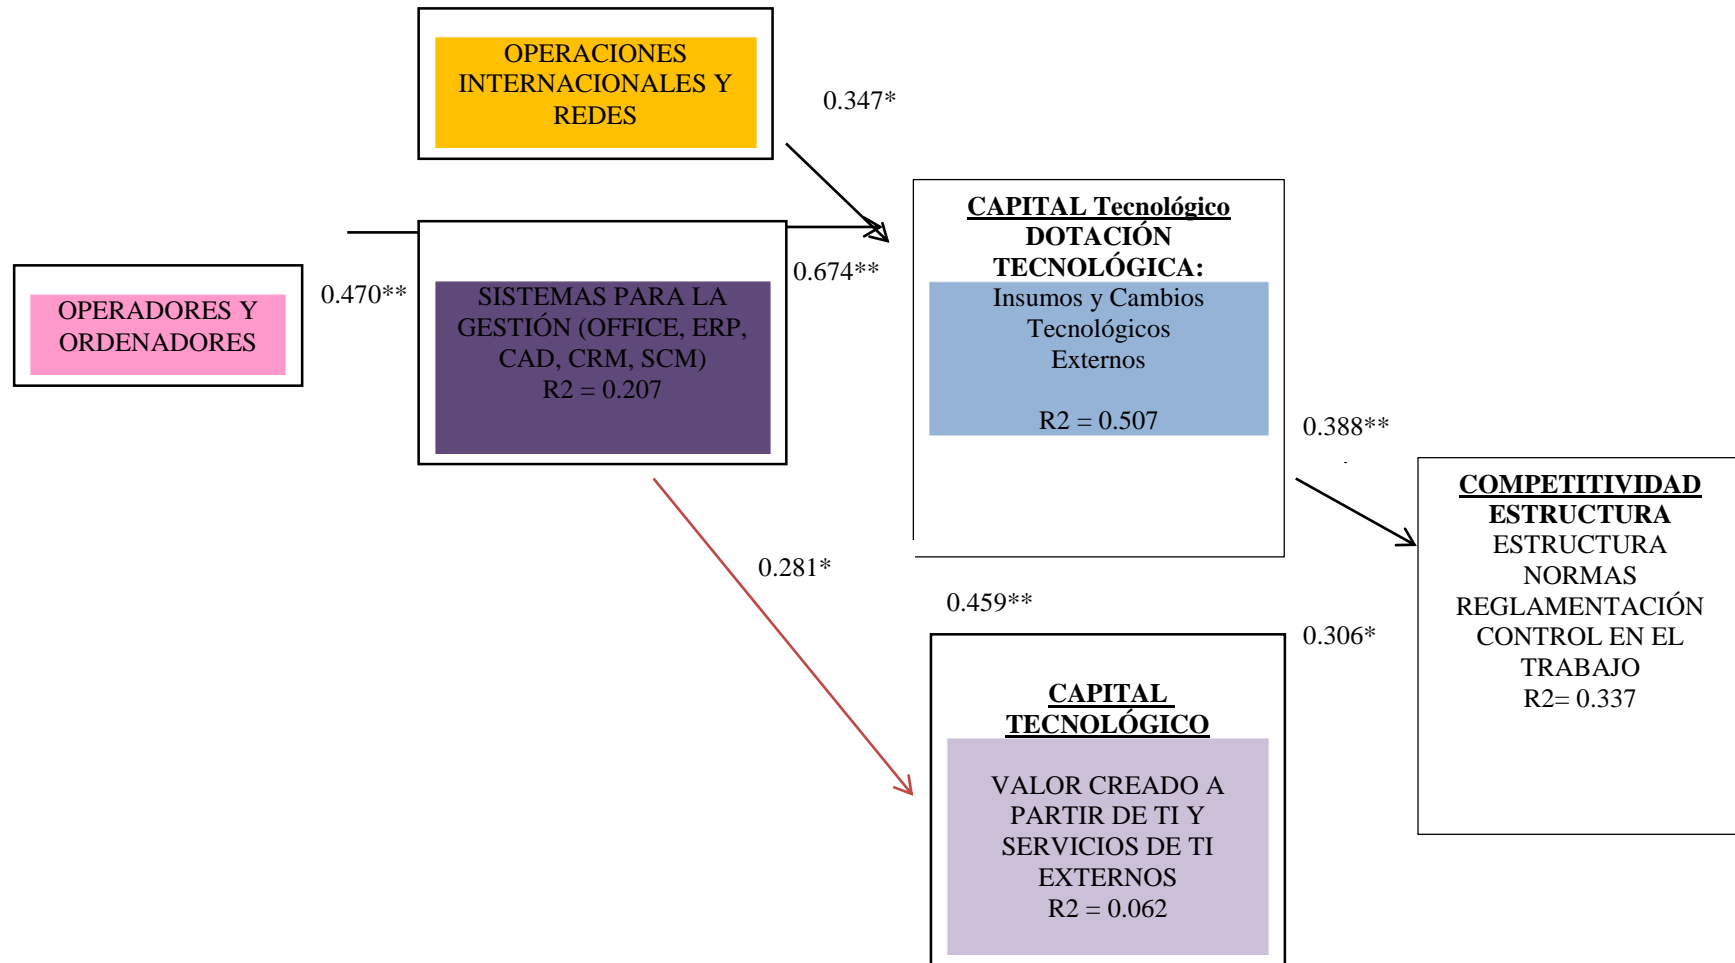 OPERACIONES
INTERNACIONALES Y
REDES
0.347*
OPERADORES Y
ORDENADORES
0.470**
SISTEMAS PARA LA
GESTIÓN (OFFICE, ERP,
CAD, CRM, SCM)
R2 = 0.207
0.674**
CAPITAL Tecnológico
DOTACIÓN
TECNOLÓGICA:
Insumos y Cambios
Tecnológicos
Externos
R2 = 0.507
0.388**
0.281*
0.459**
0.306*
CAPITAL
TECNOLÓGICO
VALOR CREADO A
PARTIR DE TI Y
SERVICIOS DE TI
EXTERNOS
R2 = 0.062
COMPETITIVIDAD
ESTRUCTURA
ESTRUCTURA
NORMAS
REGLAMENTACIÓN
CONTROL EN EL
TRABAJO
R2= 0.337